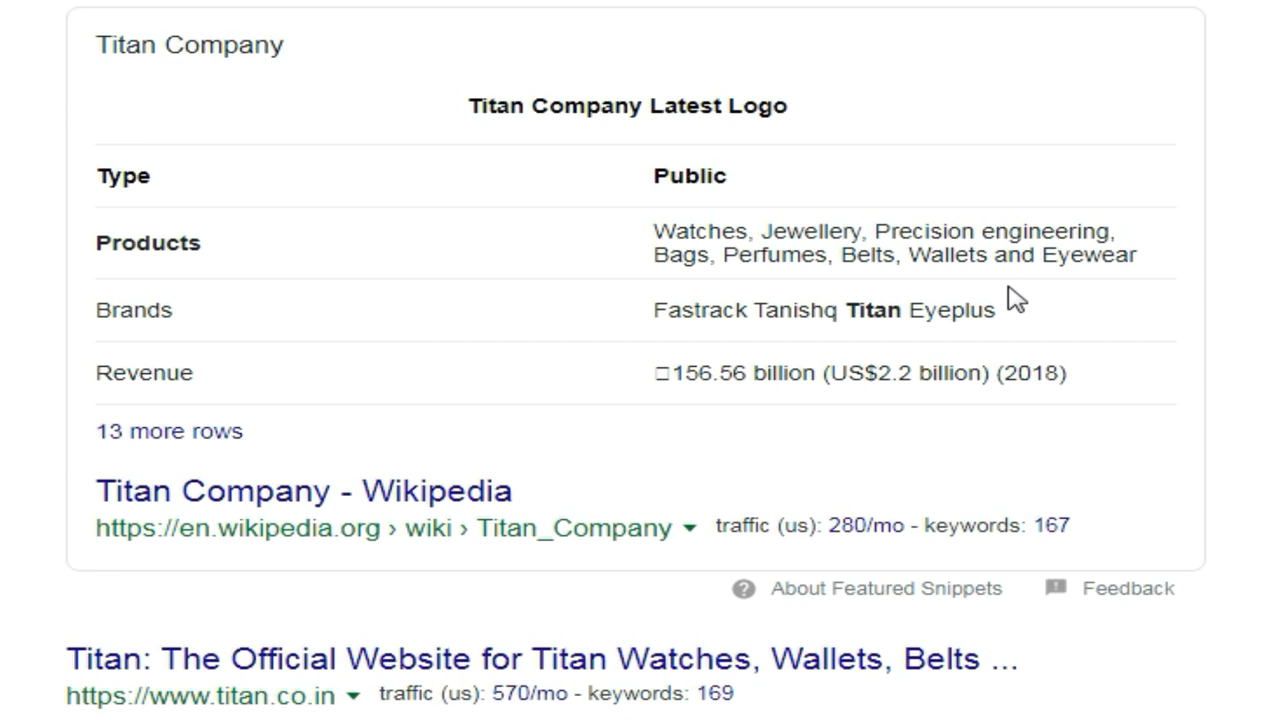 Titan Company
Titan Company Latest Logo
Type Public
Products Watches, Jewellery, Precision engineering,
Bags, Perfumes, Belts, Wallets and Eyewear
Brands Fastrack Tanishq Titan Eyeplus
Revenue □156.56 billion (US$2.2 billion) (2018)
13 more rows
Titan Company - Wikipedia
https://en.wikipedia.org › wiki › Titan_Company traffic (us): 280/mo - keywords: 167
About Featured Snippets Feedback
Titan: The Official Website for Titan Watches, Wallets, Belts ...
https://www.titan.co.in traffic (us): 570/mo - keywords: 169